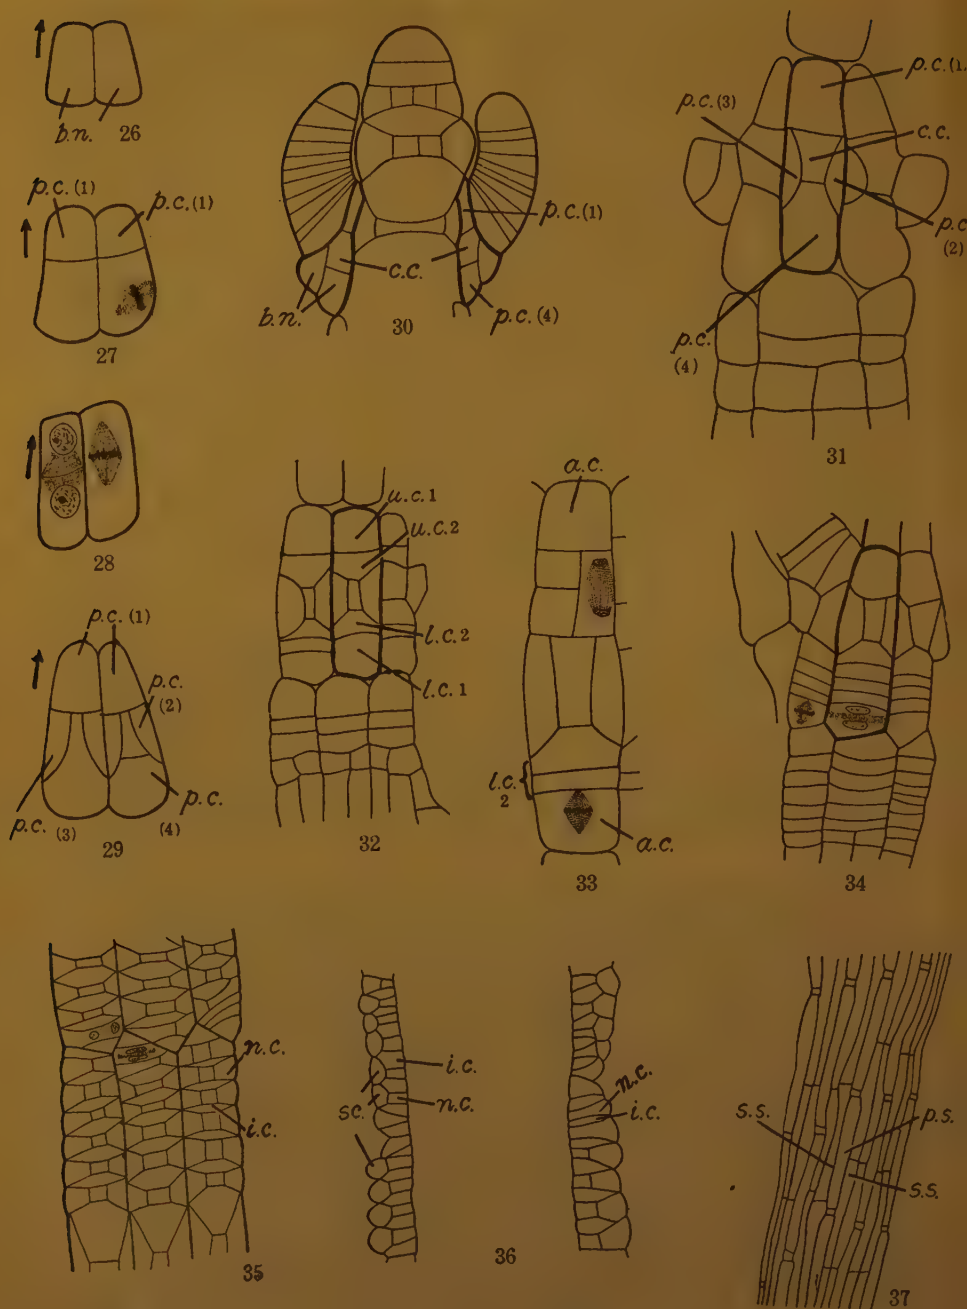 b.n.
26
p.c. (1)
p.c. (1)
27
28
p.c. (1)
p.c.
(2)
p.c. (3)
p.c.
(4)
29
p.c. (1)
c.c.
b.n.
p.c. (4)
30
p.c. (1.
p.c. (3)
c.c.
p.c
(2)
p.c.
(4)
31
u.c. 1
u.c. 2
l.c. 2
l.c. 1
32
a.c.
l.c.
2
a.c.
33
34
n.c.
i.c.
35
i.c.
sc.
n.c.
n.c.
i.c.
36
s.s.
p.s.
s.s.
37